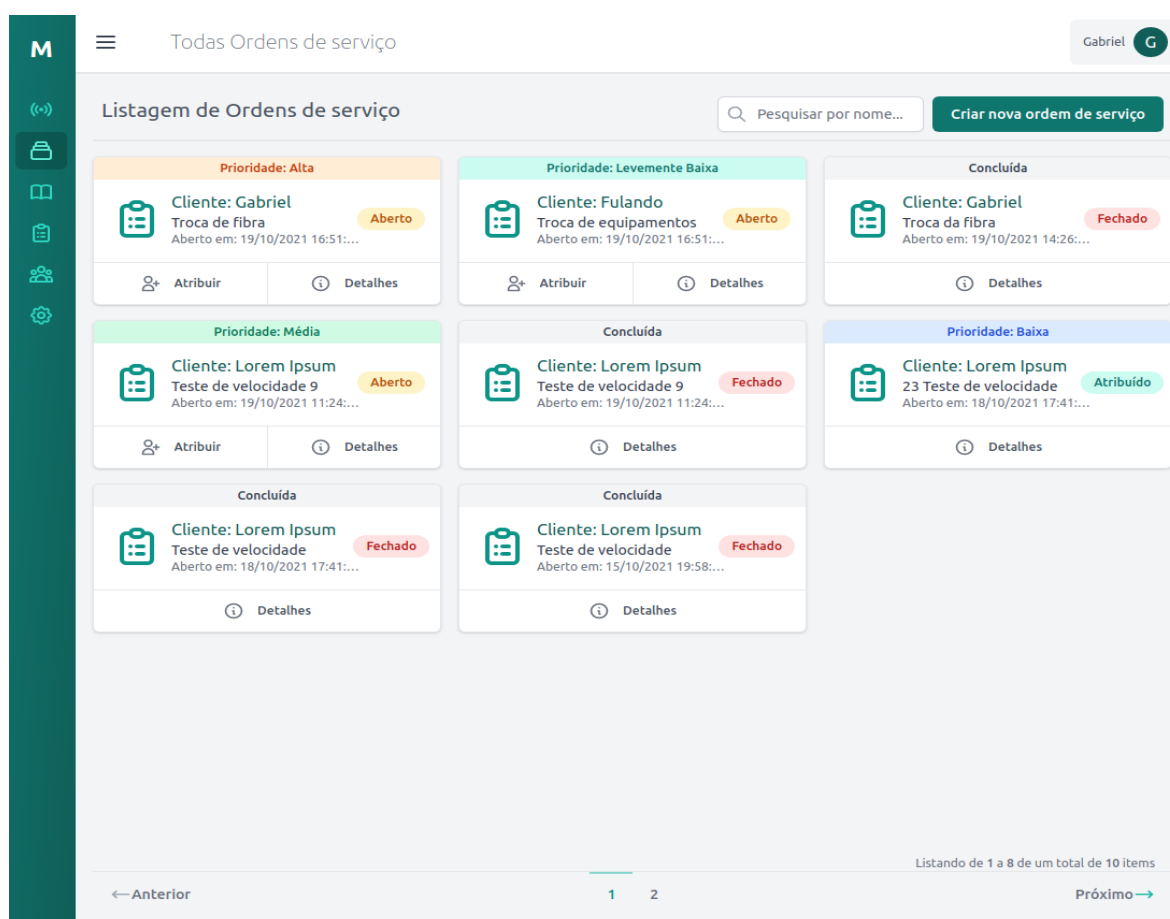 M
Todas Ordens de serviço
Gabriel G
Listagem de Ordens de serviço
Pesquisar por nome...
Criar nova ordem de serviço
Prioridade: Alta
Cliente: Gabriel
Troca de fibra
Aberto em: 19/10/2021 16:51:...
Aberto
Atribuir
Detalhes
Prioridade: Levemente Baixa
Cliente: Fulando
Troca de equipamentos
Aberto em: 19/10/2021 16:51:...
Aberto
Atribuir
Detalhes
Concluída
Cliente: Gabriel
Troca da fibra
Aberto em: 19/10/2021 14:26:...
Fechado
Detalhes
Prioridade: Média
Cliente: Lorem Ipsum
Teste de velocidade 9
Aberto em: 19/10/2021 11:24:...
Aberto
Atribuir
Detalhes
Concluída
Cliente: Lorem Ipsum
Teste de velocidade 9
Aberto em: 19/10/2021 11:24:...
Fechado
Detalhes
Prioridade: Baixa
Cliente: Lorem Ipsum
23 Teste de velocidade
Aberto em: 18/10/2021 17:41:...
Atribuído
Detalhes
Concluída
Cliente: Lorem Ipsum
Teste de velocidade
Aberto em: 18/10/2021 17:41:...
Fechado
Detalhes
Concluída
Cliente: Lorem Ipsum
Teste de velocidade
Aberto em: 15/10/2021 19:58:...
Fechado
Detalhes
Listando de 1 a 8 de um total de 10 items
←Anterior
1
2
Próximo→